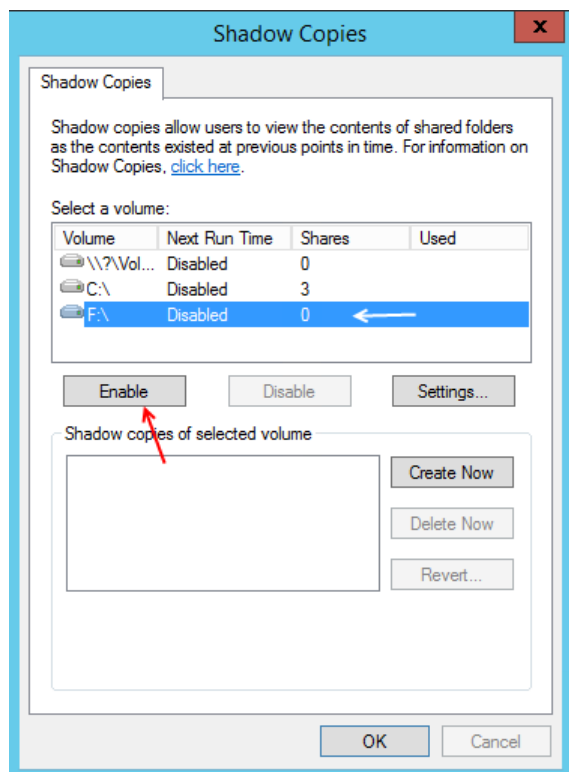 Shadow Copies
x
Shadow Copies
Shadow copies allow users to view the contents of shared folders
as the contents existed at previous points in time. For information on
Shadow Copies, click here.
Select a volume:
Volume Next Run Time Shares Used
\\?\Vol... Disabled 0
C:\ Disabled 3
F:\ Disabled 0
Enable Disable Settings...
Shadow copies of selected volume
Create Now
Delete Now
Revert...
OK Cancel